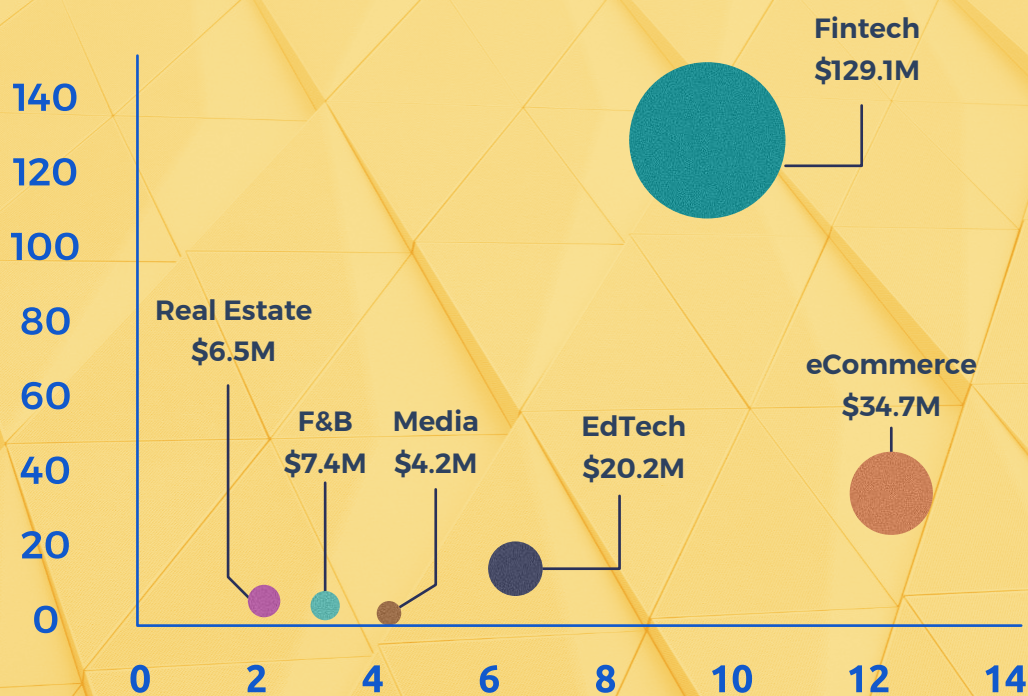 Fintech
$129.1M
140
120
100
80
60
40
20
0
Real Estate
$6.5M
F&B
$7.4M
Media
$4.2M
EdTech
$20.2M
eCommerce
$34.7M
0 2 4 6 8 10 12 14